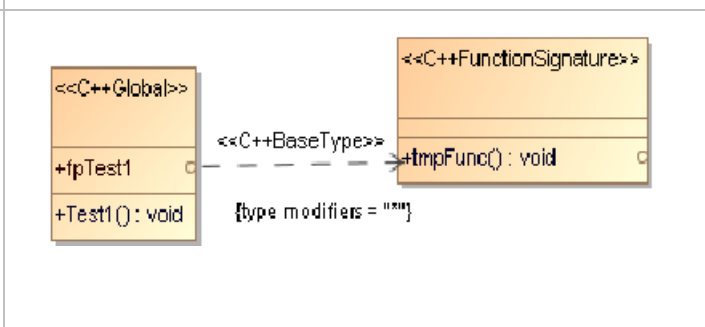 <<C++Global>>
+fpTest1
+Test1() : void
<<C++BaseType>>
{type modifiers = "*"}
<<C++FunctionSignature>>
+tmpFunc() : void